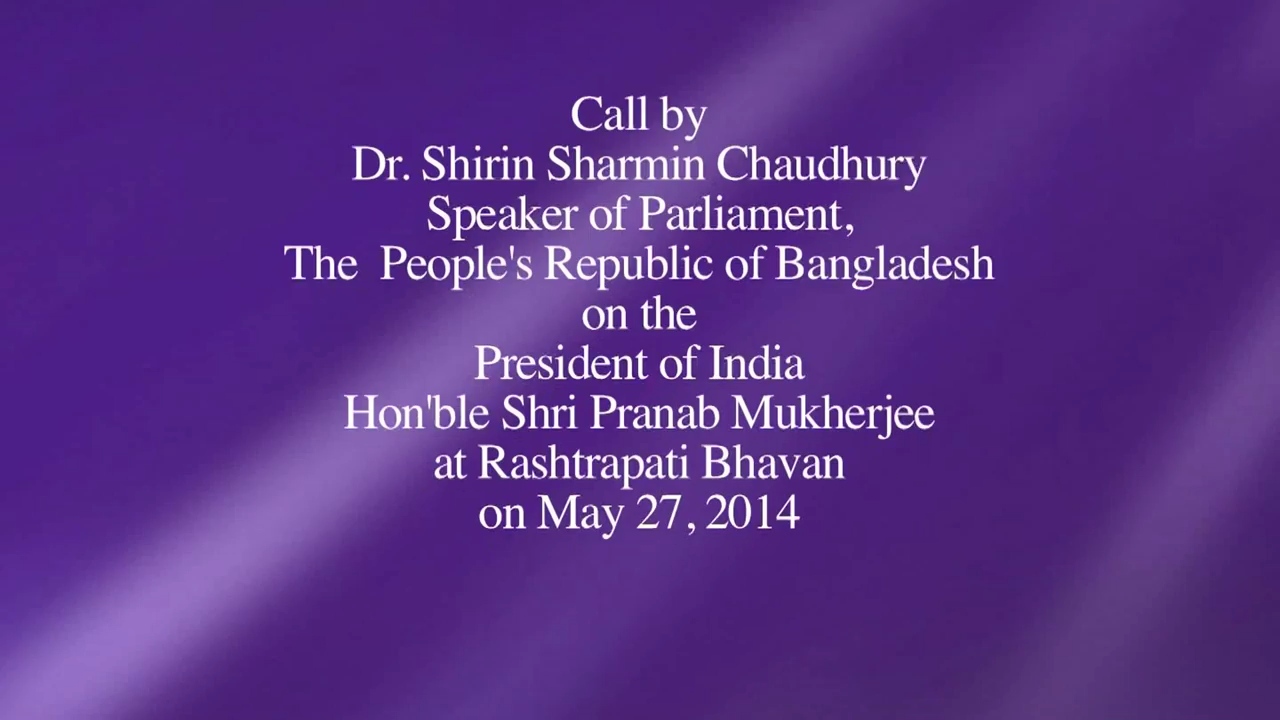 Call by
Dr. Shirin Sharmin Chaudhury
Speaker of Parliament,
The  People's Republic of Bangladesh
on the
President of India
Hon'ble Shri Pranab Mukherjee
at Rashtrapati Bhavan
on May 27, 2014